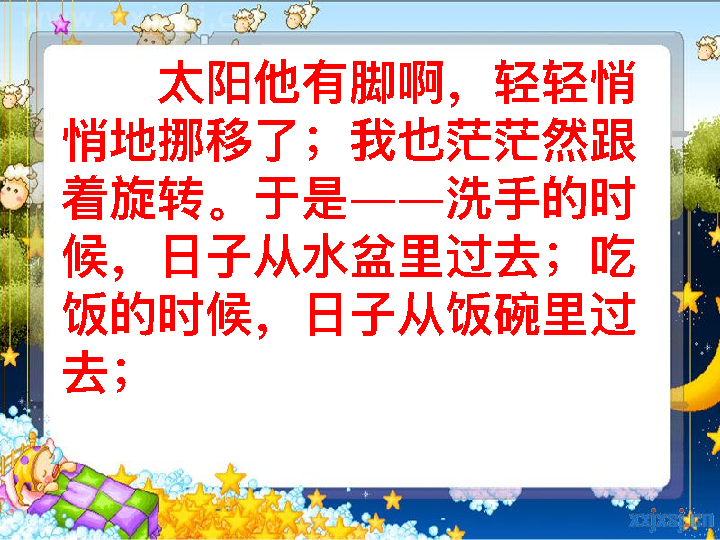 太阳他有脚啊，轻轻悄
悄地挪移了；我也茫茫然跟
着旋转。于是——洗手的时
候，日子从水盆里过去；吃
饭的时候，日子从饭碗里过
去；
xxjxsj.cn